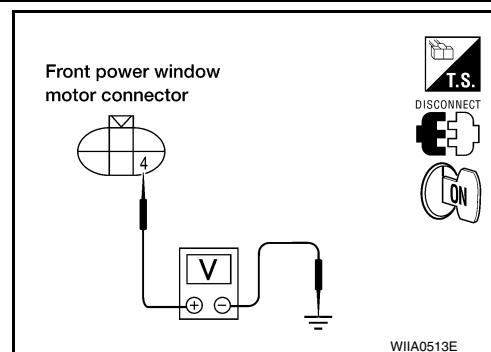 Front power window
motor connector
T.S.
DISCONNECT
4
ON
V
+ −
WIIA0513E